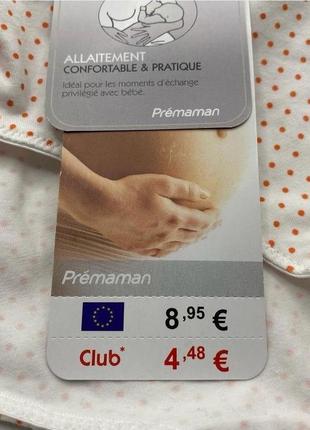 ALLAITEMENT
CONFORTABLE & PRATIQUE
Idéal pour les moments d'échange
privilégié avec bébé.
Prémaman
Prémaman
8,95 €
Club* 4,48 €